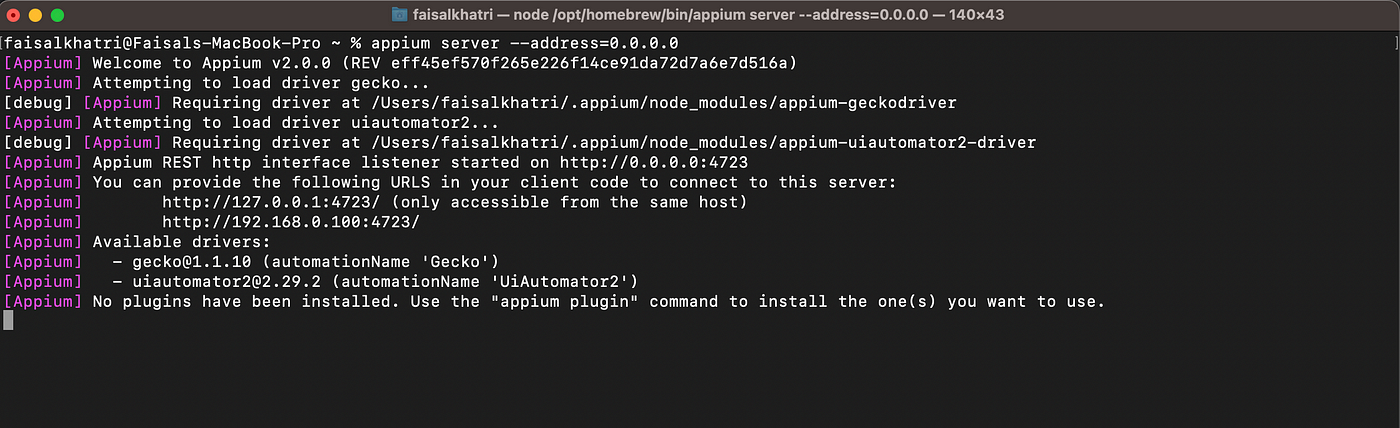 faisalkhatri — node /opt/homebrew/bin/appium server --address=0.0.0.0 — 140×43
[faisalkhatri@Faisals-MacBook-Pro ~ % appium server --address=0.0.0.0 ]
[Appium] Welcome to Appium v2.0.0 (REV eff45ef570f265e226f14ce91da72d7a6e7d516a)
[Appium] Attempting to load driver gecko...
[debug] [Appium] Requiring driver at /Users/faisalkhatri/.appium/node_modules/appium-geckodriver
[Appium] Attempting to load driver uiautomator2...
[debug] [Appium] Requiring driver at /Users/faisalkhatri/.appium/node_modules/appium-uiautomator2-driver
[Appium] Appium REST http interface listener started on http://0.0.0.0:4723
[Appium] You can provide the following URLS in your client code to connect to this server:
[Appium]        http://127.0.0.1:4723/ (only accessible from the same host)
[Appium]        http://192.168.0.100:4723/
[Appium] Available drivers:
[Appium]   - gecko@1.1.10 (automationName 'Gecko')
[Appium]   - uiautomator2@2.29.2 (automationName 'UiAutomator2')
[Appium] No plugins have been installed. Use the "appium plugin" command to install the one(s) you want to use.